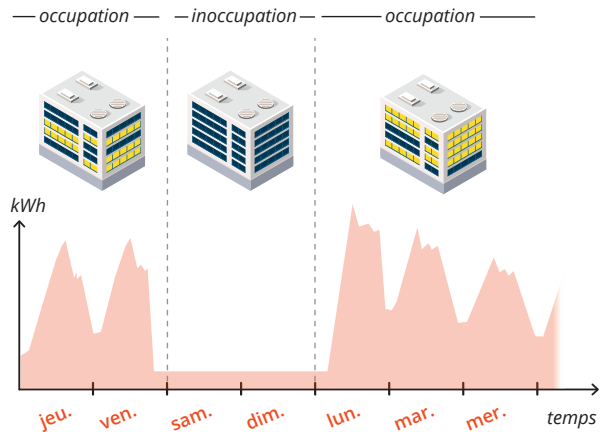 occupation inoccupation occupation
kWh
jeu. ven. sam. dim. lun. mar. mer. temps